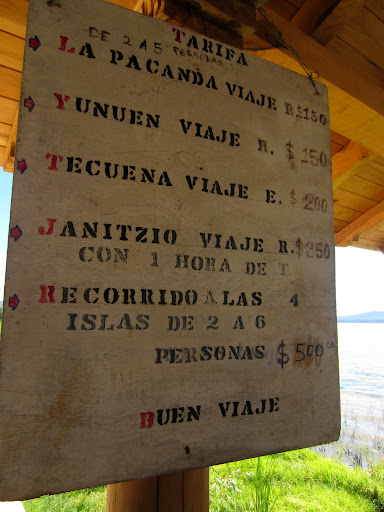 TARIFA
DE 2 A 5 PERSONAS
LA PACANDA VIAJE R $150
YUNUEN VIAJE R. $150
TECUENA VIAJE E. $200
JANITZIO VIAJE R. $350
CON 1 HORA DE T.
RECORRIDO A LAS 4
ISLAS DE 2 A 6
PERSONAS $500
BUEN VIAJE